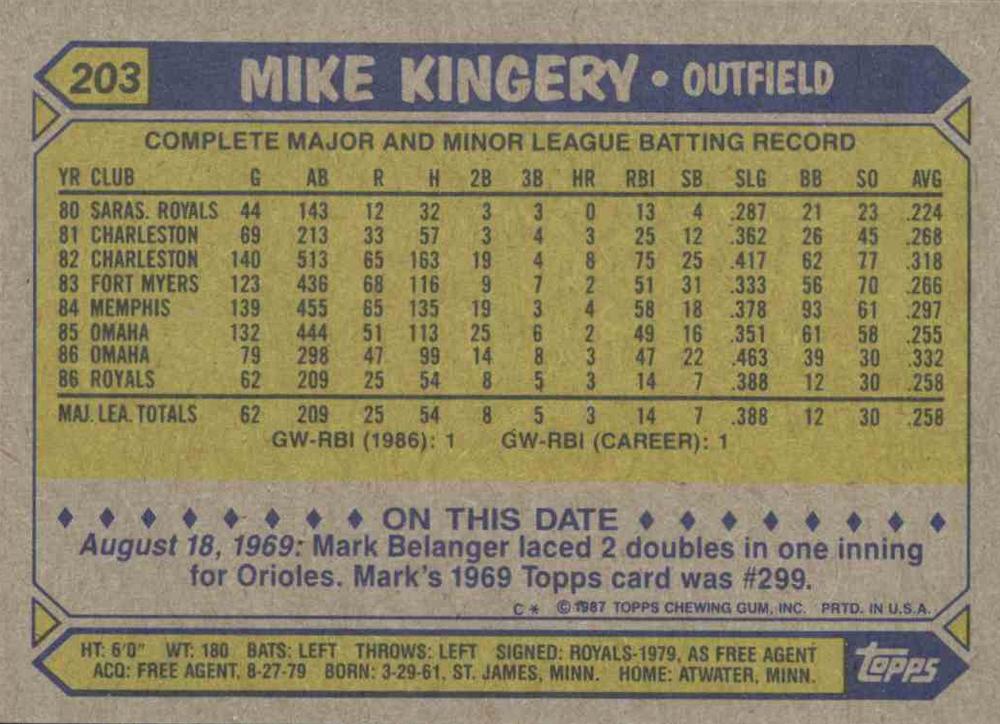 203 MIKE KINGERY • OUTFIELD
COMPLETE MAJOR AND MINOR LEAGUE BATTING RECORD
YR CLUB G AB R H 2B 3B HR RBI SB SLG BB SO AVG
80 SARAS. ROYALS 44 143 12 32 3 3 0 13 4 .287 21 23 .224
81 CHARLESTON 69 213 33 57 3 4 3 25 12 .362 26 45 .268
82 CHARLESTON 140 513 65 163 19 4 8 75 25 .417 62 77 .318
83 FORT MYERS 123 436 68 116 9 7 2 51 31 .333 56 70 .266
84 MEMPHIS 139 455 65 135 19 3 4 58 18 .378 93 61 .297
85 OMAHA 132 444 51 113 25 6 2 49 16 .351 61 58 .255
86 OMAHA 79 298 47 99 14 8 3 47 22 .463 39 30 .332
86 ROYALS 62 209 25 54 8 5 3 14 7 .388 12 30 .258
MAJ. LEA. TOTALS 62 209 25 54 8 5 3 14 7 .388 12 30 .258
GW-RBI (1986): 1 GW-RBI (CAREER): 1
ON THIS DATE
August 18, 1969: Mark Belanger laced 2 doubles in one inning
for Orioles. Mark's 1969 Topps card was #299.
C* © 1987 TOPPS CHEWING GUM, INC. PRTD. IN U.S.A.
HT: 6'0" WT: 180 BATS: LEFT THROWS: LEFT SIGNED: ROYALS-1979, AS FREE AGENT
ACQ: FREE AGENT, 8-27-79 BORN: 3-29-61, ST. JAMES, MINN. HOME: ATWATER, MINN.
topps